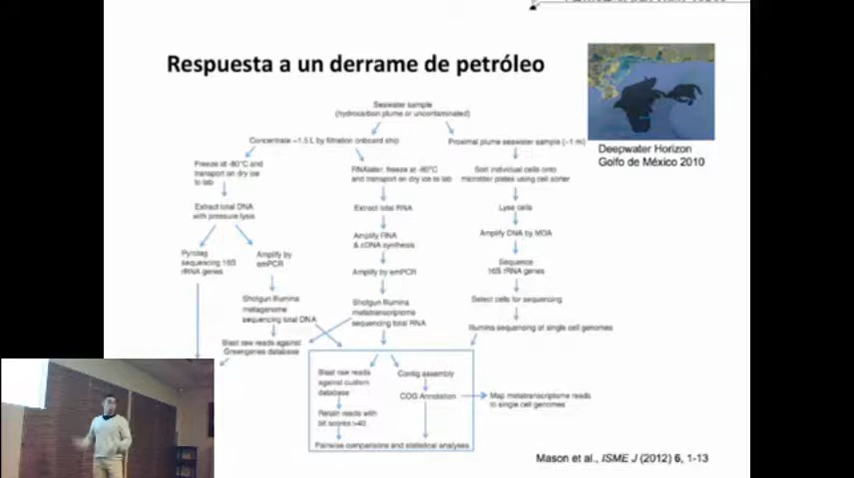 Respuesta a un derrame de petróleo
Deepwater Horizon
Golfo de México 2010
Seawater sample
(hydrocarbon plume or uncontaminated)
Concentrate ~1.5 L by filtration onboard ship
Proximal plume seawater sample (~1 ml)
Freeze at -80°C and
transport on dry ice
to lab
RNAlater, freeze at -80°C
and transport on dry ice to lab
Sort individual cells onto
microtiter plates using cell sorter
Extract total DNA
with pressure lysis
Extract total RNA
Lyse cells
Amplify RNA
& cDNA synthesis
Amplify DNA by MDA
Pyrotag
sequencing 16S
rRNA genes
Amplify by
emPCR
Amplify by emPCR
Sequence
16S rRNA genes
Shotgun Illumina
metagenome
sequencing total DNA
Shotgun Illumina
metatranscriptome
sequencing total RNA
Select cells for sequencing
Illumina sequencing of single cell genomes
Blast raw reads against
Greengenes database
Blast raw reads
against custom
database
Contig assembly
COG Annotation
Map metatranscriptome reads
to single cell genomes
Retain reads with
bit scores >40
Pairwise comparisons and statistical analyses
Mason et al., ISME J (2012) 6, 1-13